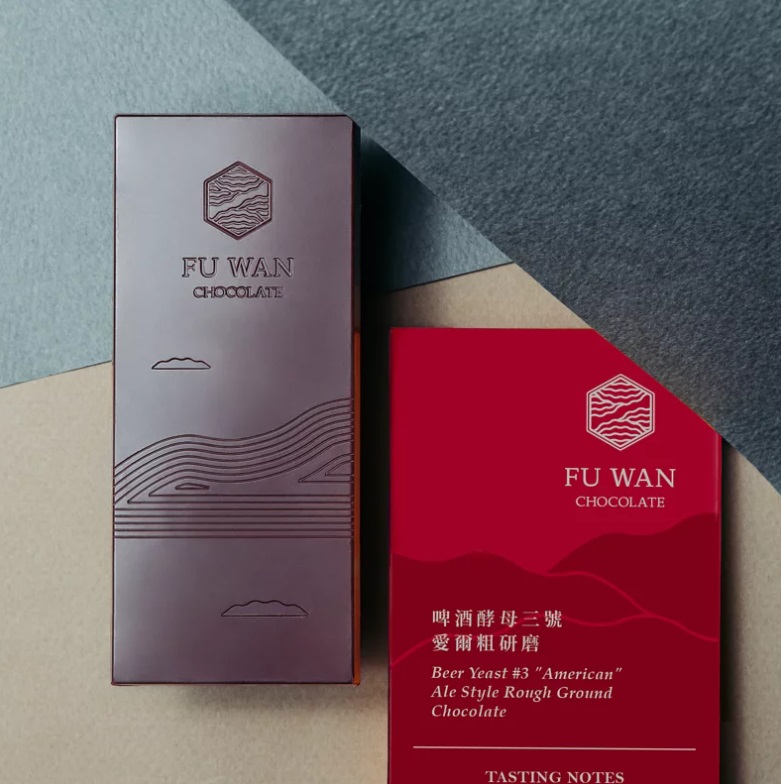 FU WAN
CHOCOLATE
FU WAN
CHOCOLATE
啤酒酵母三號
愛爾粗研磨
Beer Yeast #3 "American"
Ale Style Rough Ground
Chocolate
TASTING NOTES